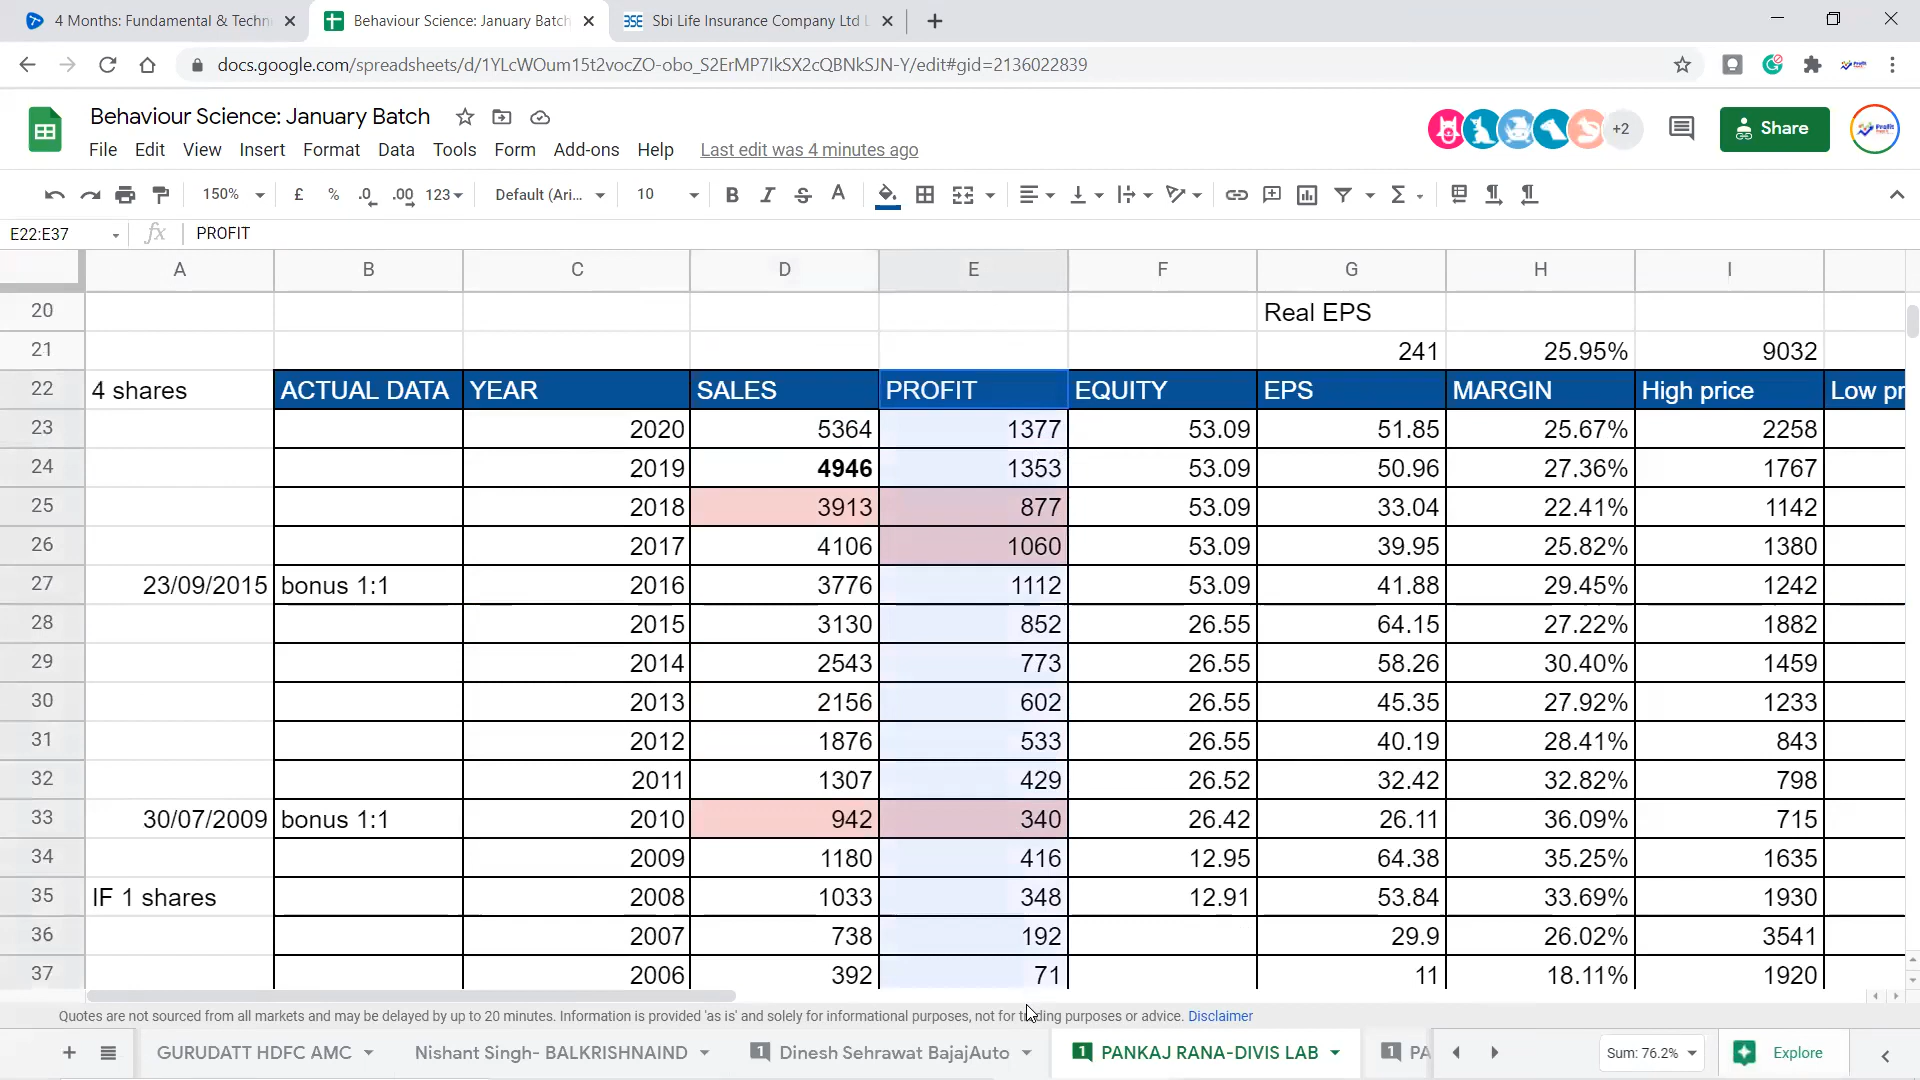 4 Months: Fundamental & Techn
Behaviour Science: January Batch
BSE Sbi Life Insurance Company Ltd L
docs.google.com/spreadsheets/d/1YLcWOum15t2vocZO-obo_S2ErMP7IkSX2cQBNkSJN-Y/edit#gid=2136022839
Behaviour Science: January Batch
+2
Share
File Edit View Insert Format Data Tools Form Add-ons Help Last edit was 4 minutes ago
150% £ % .0 .00 123 Default (Ari... 10 B I S A
E22:E37 fx PROFIT
A B C D E F G H I
20 Real EPS
21 241 25.95% 9032
22 4 shares ACTUAL DATA YEAR SALES PROFIT EQUITY EPS MARGIN High price Low pr
23 2020 5364 1377 53.09 51.85 25.67% 2258
24 2019 4946 1353 53.09 50.96 27.36% 1767
25 2018 3913 877 53.09 33.04 22.41% 1142
26 2017 4106 1060 53.09 39.95 25.82% 1380
27 23/09/2015 bonus 1:1 2016 3776 1112 53.09 41.88 29.45% 1242
28 2015 3130 852 26.55 64.15 27.22% 1882
29 2014 2543 773 26.55 58.26 30.40% 1459
30 2013 2156 602 26.55 45.35 27.92% 1233
31 2012 1876 533 26.55 40.19 28.41% 843
32 2011 1307 429 26.52 32.42 32.82% 798
33 30/07/2009 bonus 1:1 2010 942 340 26.42 26.11 36.09% 715
34 2009 1180 416 12.95 64.38 35.25% 1635
35 IF 1 shares 2008 1033 348 12.91 53.84 33.69% 1930
36 2007 738 192 29.9 26.02% 3541
37 2006 392 71 11 18.11% 1920
Quotes are not sourced from all markets and may be delayed by up to 20 minutes. Information is provided 'as is' and solely for informational purposes, not for trading purposes or advice. Disclaimer
GURUDATT HDFC AMC Nishant Singh- BALKRISHNAIND 1 Dinesh Sehrawat BajajAuto 1 PANKAJ RANA-DIVIS LAB 1 PA Sum: 76.2% Explore